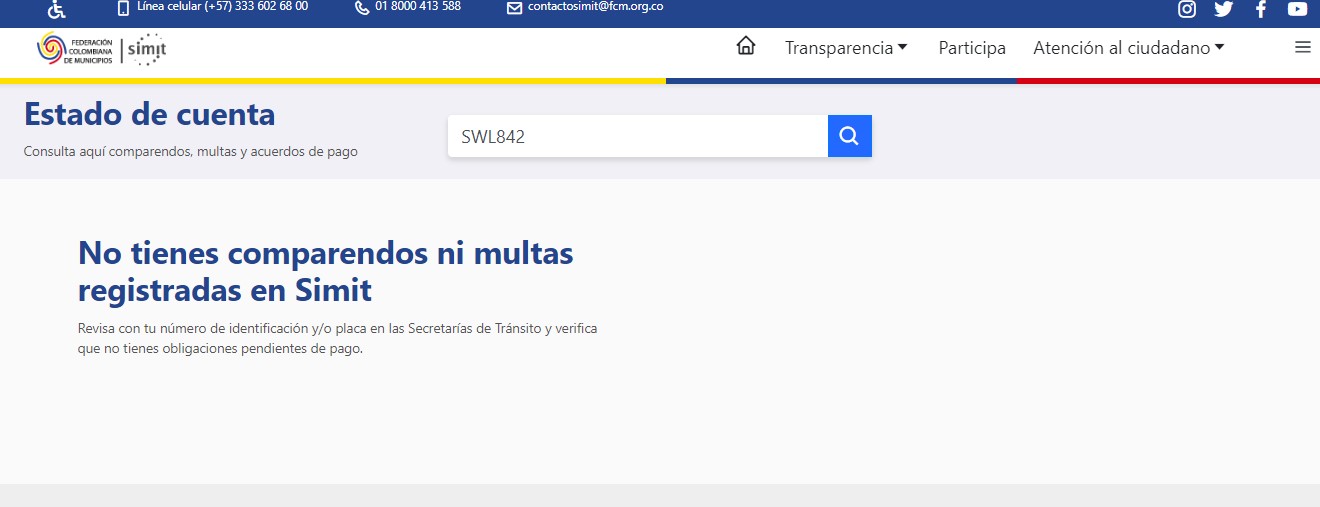 Línea celular (+57) 333 602 68 00 01 8000 413 588 contactosimit@fcm.org.co
FEDERACIÓN
COLOMBIANA
DE MUNICIPIOS
simit
Transparencia Participa Atención al ciudadano
Estado de cuenta
Consulta aquí comparendos, multas y acuerdos de pago
SWL842
No tienes comparendos ni multas
registradas en Simit
Revisa con tu número de identificación y/o placa en las Secretarías de Tránsito y verifica
que no tienes obligaciones pendientes de pago.